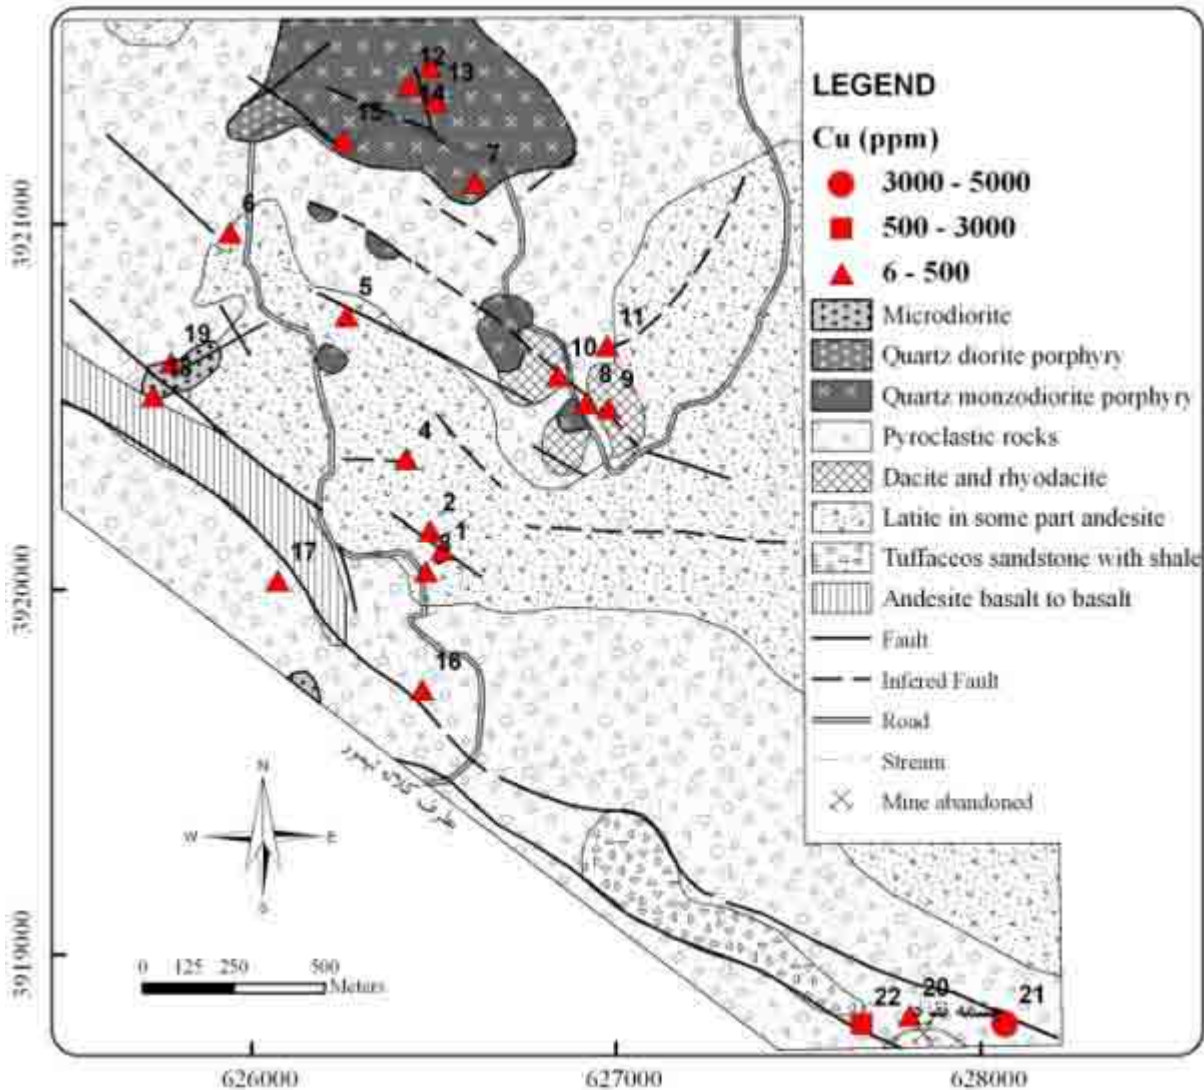 LEGEND
Cu (ppm)
3000 - 5000
500 - 3000
6 - 500
Microdiorite
Quartz diorite porphyry
Quartz monzodiorite porphyry
Pyroclastic rocks
Dacite and rhyodacite
Latite in some part andesite
Tuffaceos sandstone with shale
Andesite basalt to basalt
Fault
Infered Fault
Road
Stream
Mine abandoned
12
13
14
15
7
6
5
11
10
8
9
19
18
4
2
1
3
17
16
22
20
21
3921000
3920000
3919000
N
W
E
S
0 125 250 500
Meters
626000
627000
628000